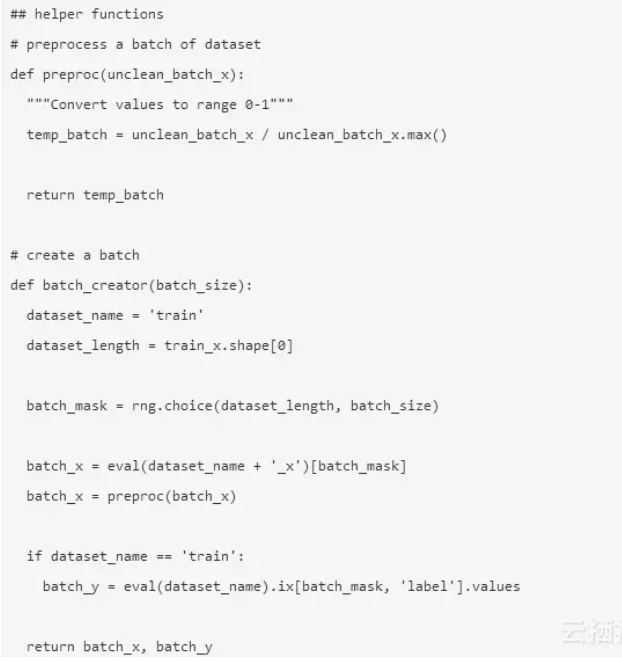 ## helper functions
# preprocess a batch of dataset
def preproc(unclean_batch_x):
  """Convert values to range 0-1"""
  temp_batch = unclean_batch_x / unclean_batch_x.max()
  return temp_batch
# create a batch
def batch_creator(batch_size):
  dataset_name = 'train'
  dataset_length = train_x.shape[0]
  batch_mask = rng.choice(dataset_length, batch_size)
  batch_x = eval(dataset_name + '_x')[batch_mask]
  batch_x = preproc(batch_x)
  if dataset_name == 'train':
    batch_y = eval(dataset_name).ix[batch_mask, 'label'].values
  return batch_x, batch_y
云栖